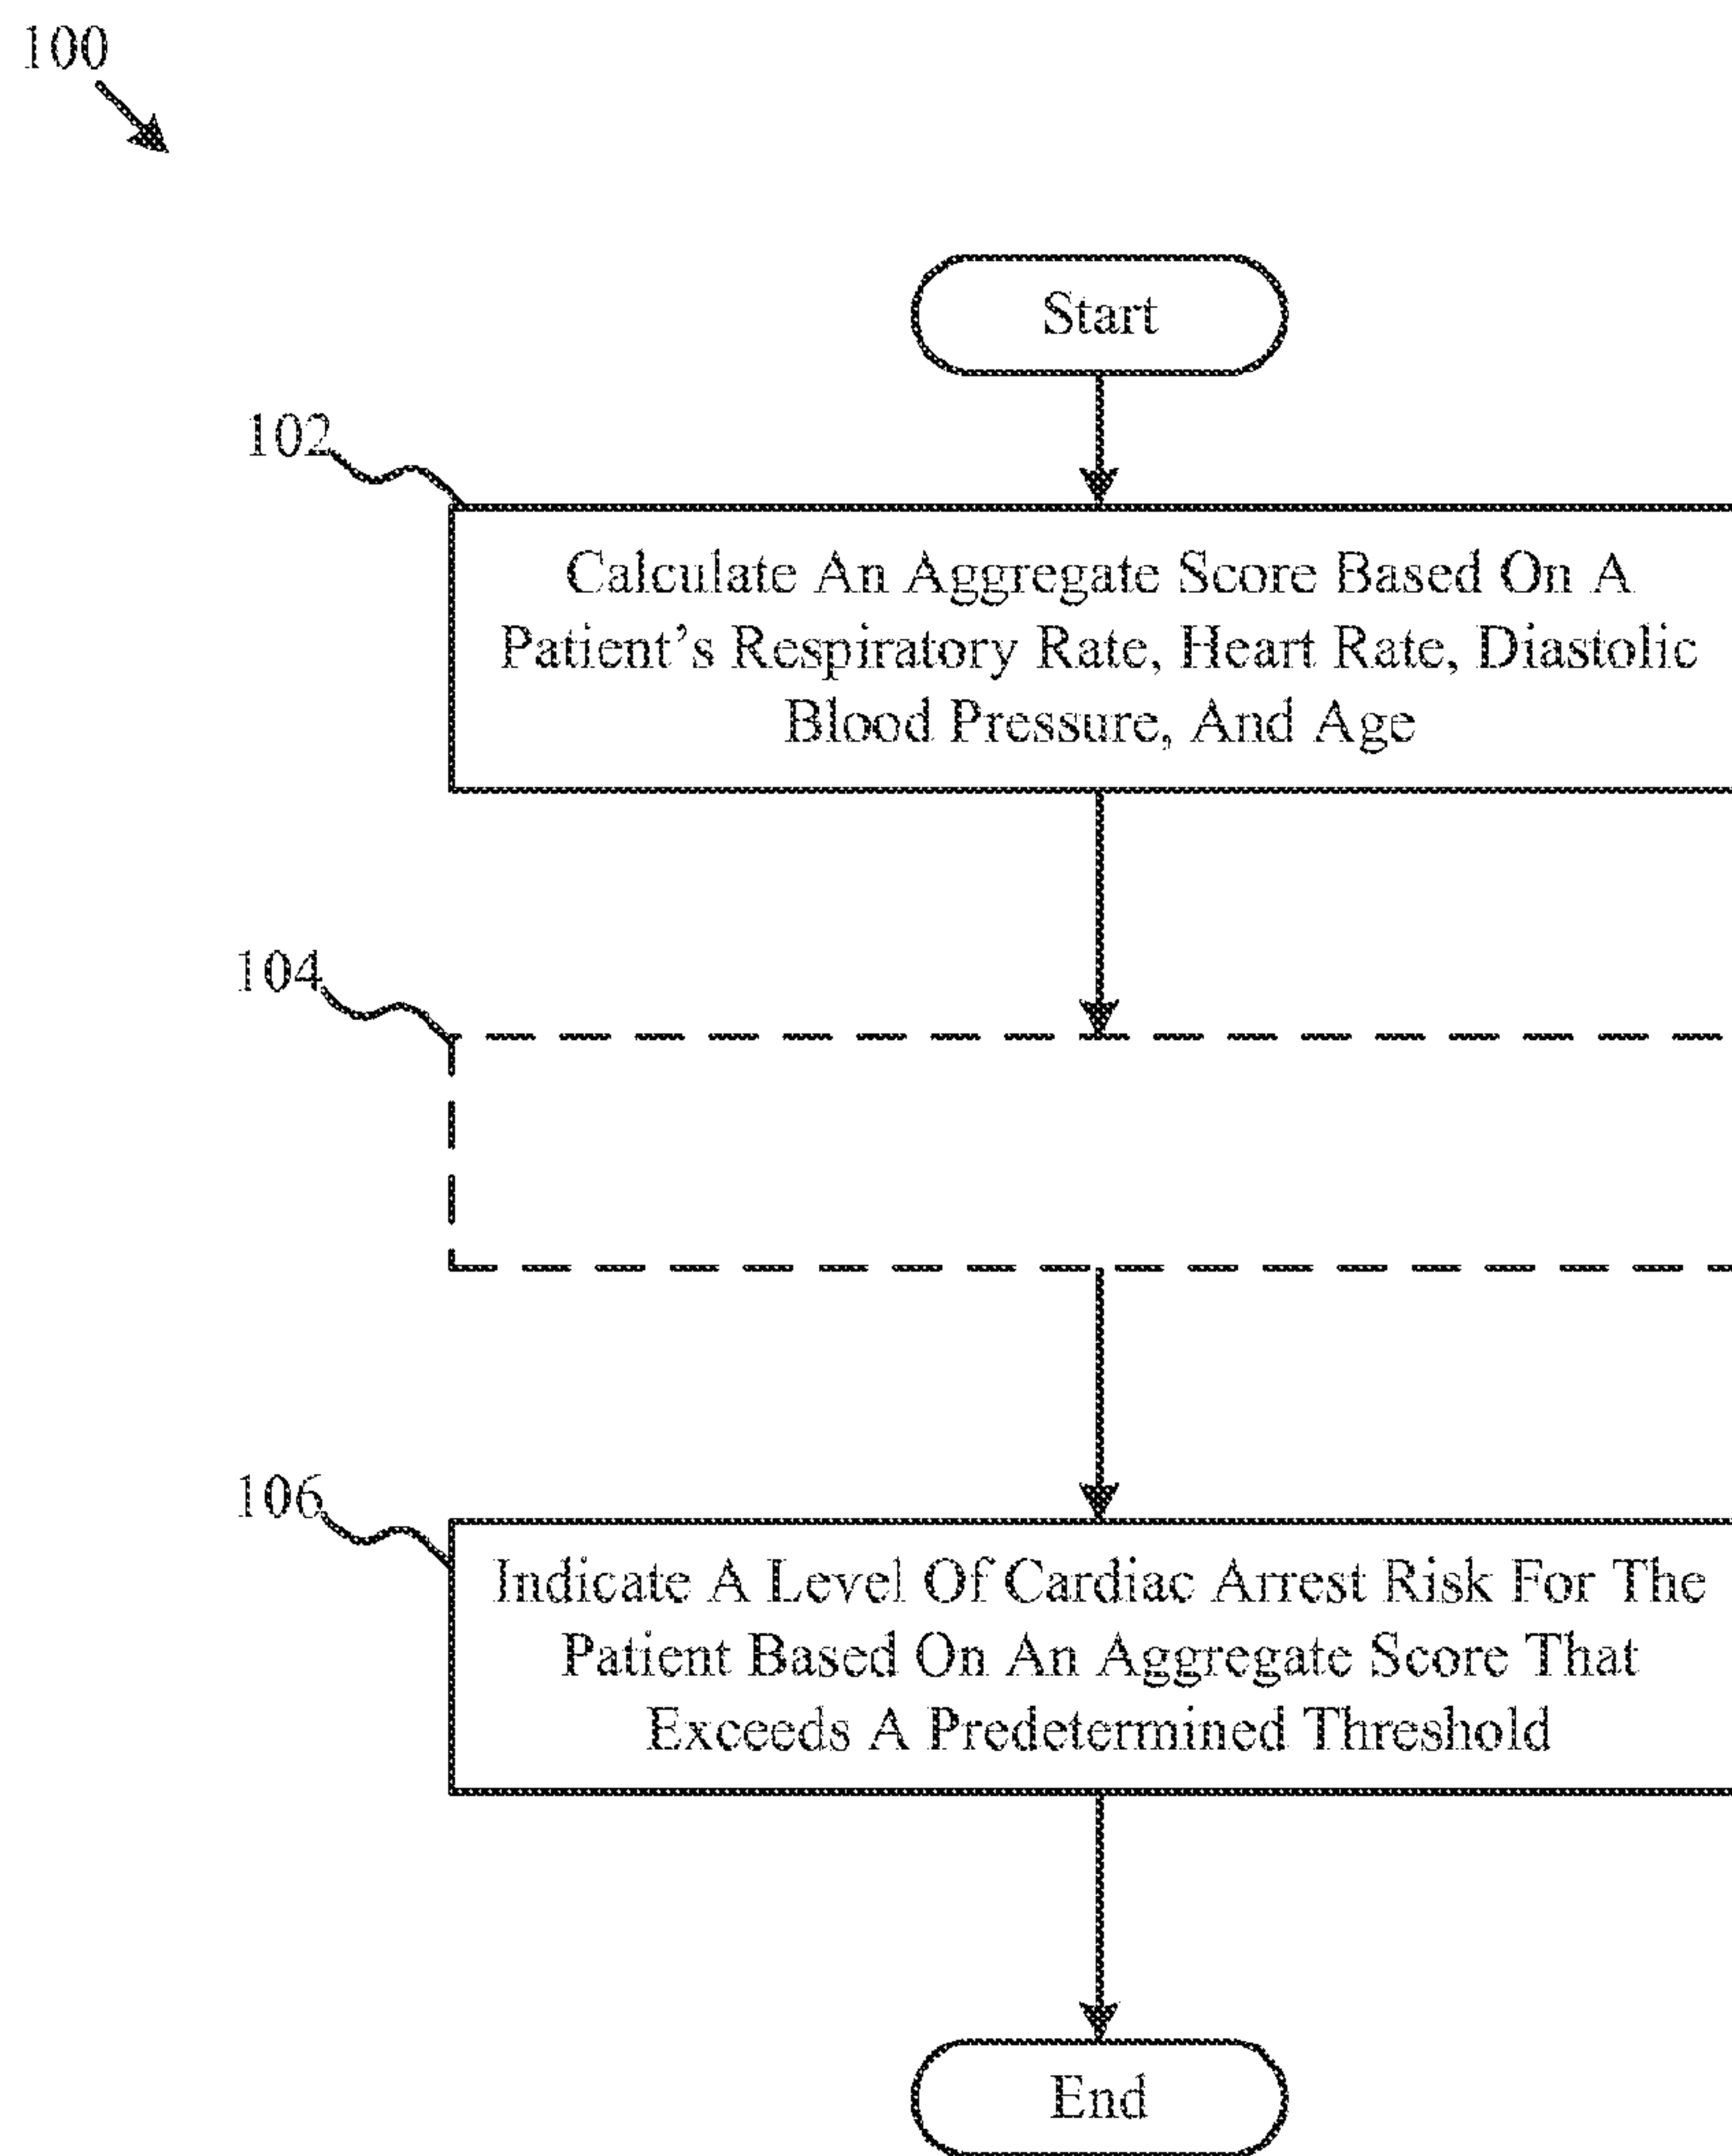 100
Start
102
Calculate An Aggregate Score Based On A
Patient's Respiratory Rate, Heart Rate, Diastolic
Blood Pressure, And Age
104
106
Indicate A Level Of Cardiac Arrest Risk For The
Patient Based On An Aggregate Score That
Exceeds A Predetermined Threshold
End